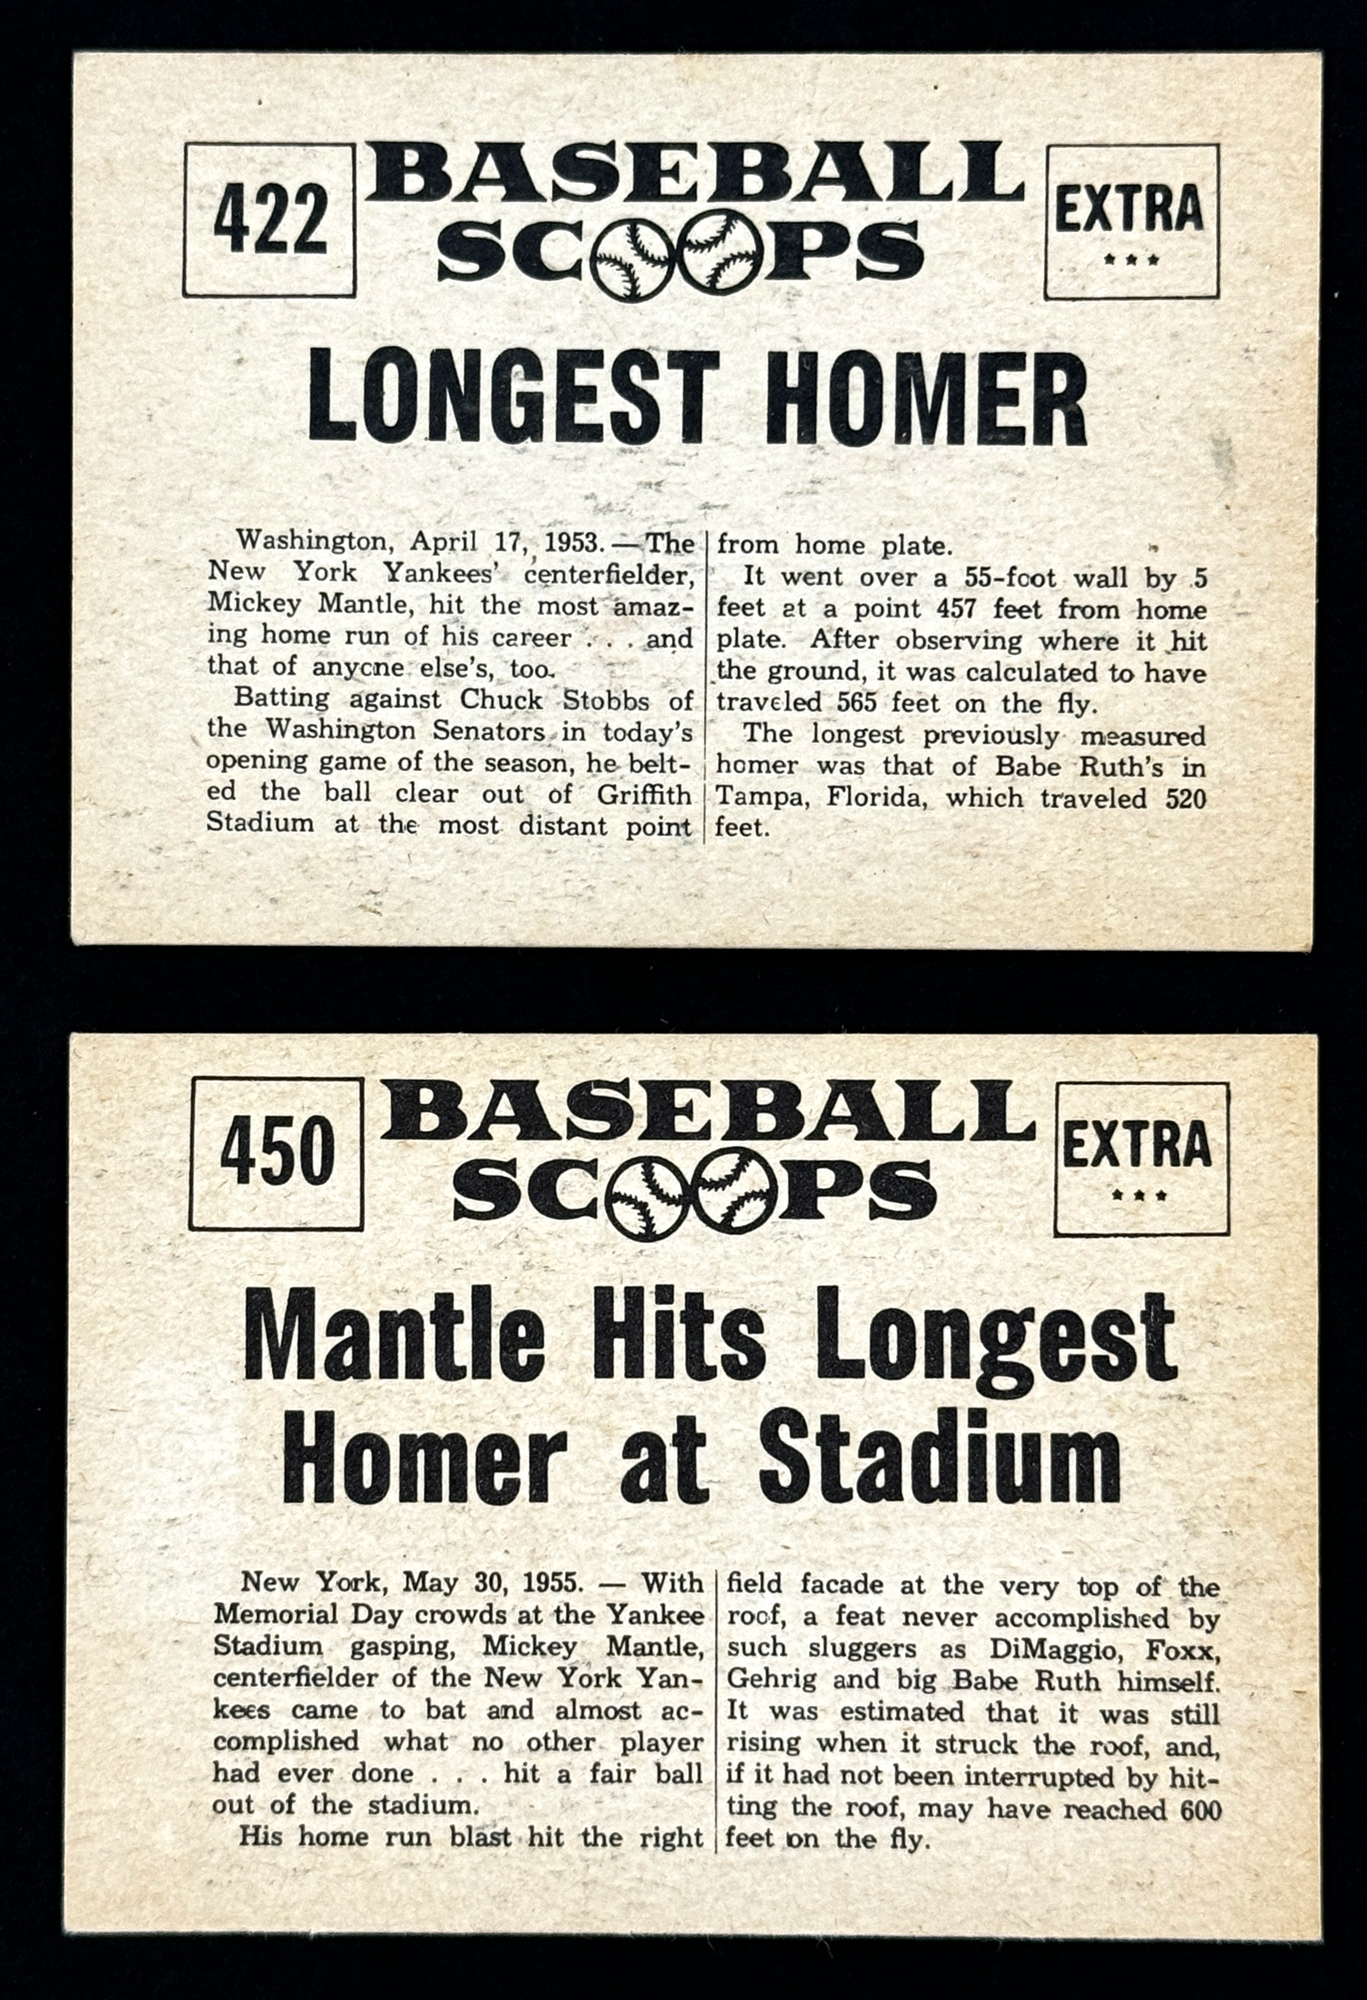 422
BASEBALL
SCOOPS
EXTRA
LONGEST HOMER
Washington, April 17, 1953. — The
New York Yankees' centerfielder,
Mickey Mantle, hit the most amaz-
ing home run of his career . . . and
that of anyone else's, too.
Batting against Chuck Stobbs of
the Washington Senators in today's
opening game of the season, he belt-
ed the ball clear out of Griffith
Stadium at the most distant point
from home plate.
It went over a 55-foot wall by 5
feet at a point 457 feet from home
plate. After observing where it hit
the ground, it was calculated to have
traveled 565 feet on the fly.
The longest previously measured
homer was that of Babe Ruth's in
Tampa, Florida, which traveled 520
feet.
450
BASEBALL
SCOOPS
EXTRA
Mantle Hits Longest
Homer at Stadium
New York, May 30, 1955. — With
Memorial Day crowds at the Yankee
Stadium gasping, Mickey Mantle,
centerfielder of the New York Yan-
kees came to bat and almost ac-
complished what no other player
had ever done . . . hit a fair ball
out of the stadium.
His home run blast hit the right
field facade at the very top of the
roof, a feat never accomplished by
such sluggers as DiMaggio, Foxx,
Gehrig and big Babe Ruth himself.
It was estimated that it was still
rising when it struck the roof, and,
if it had not been interrupted by hit-
ting the roof, may have reached 600
feet on the fly.